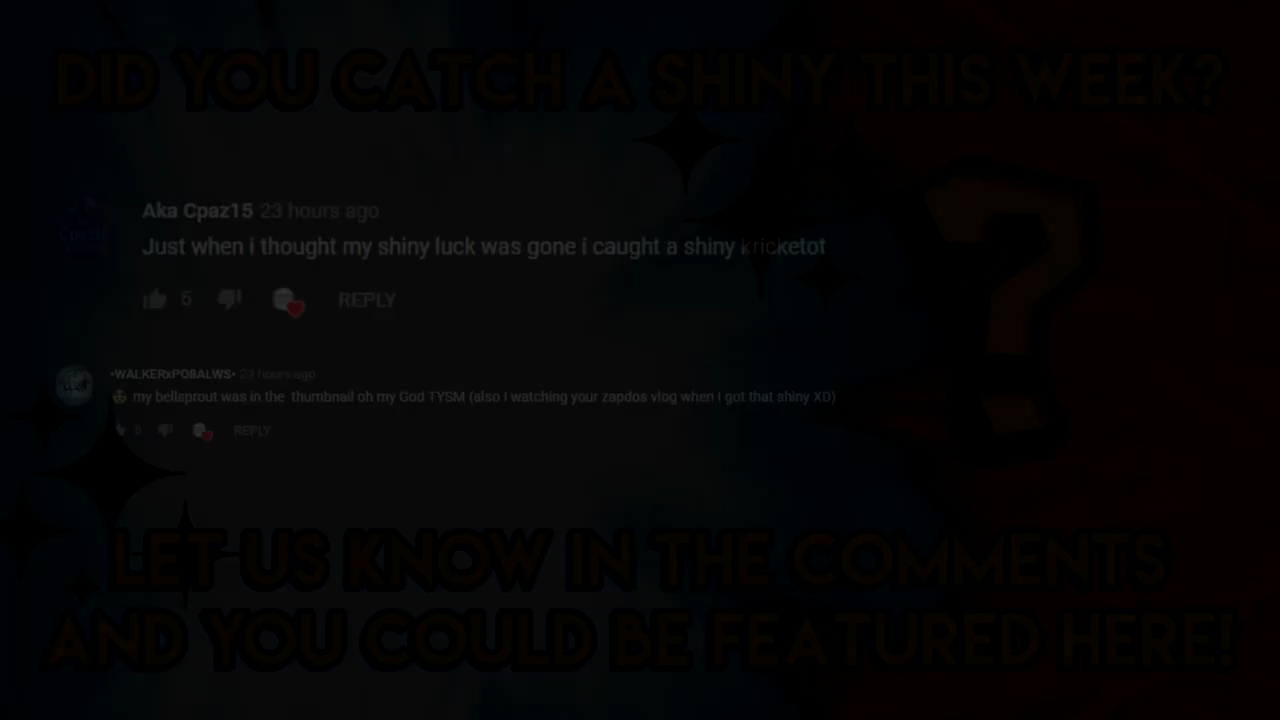 DID YOU CATCH A SHINY THIS WEEK?
Aka Cpaz15 23 hours ago
Just when i thought my shiny luck was gone i caught a shiny kricketot
5 REPLY
•WALKERxPO8ALWS• 23 hours ago
my bellsprout was in the thumbnail oh my God TYSM (also I watching your zapdos vlog when I got that shiny XD)
REPLY
LET US KNOW IN THE COMMENTS
AND YOU COULD BE FEATURED HERE!
?